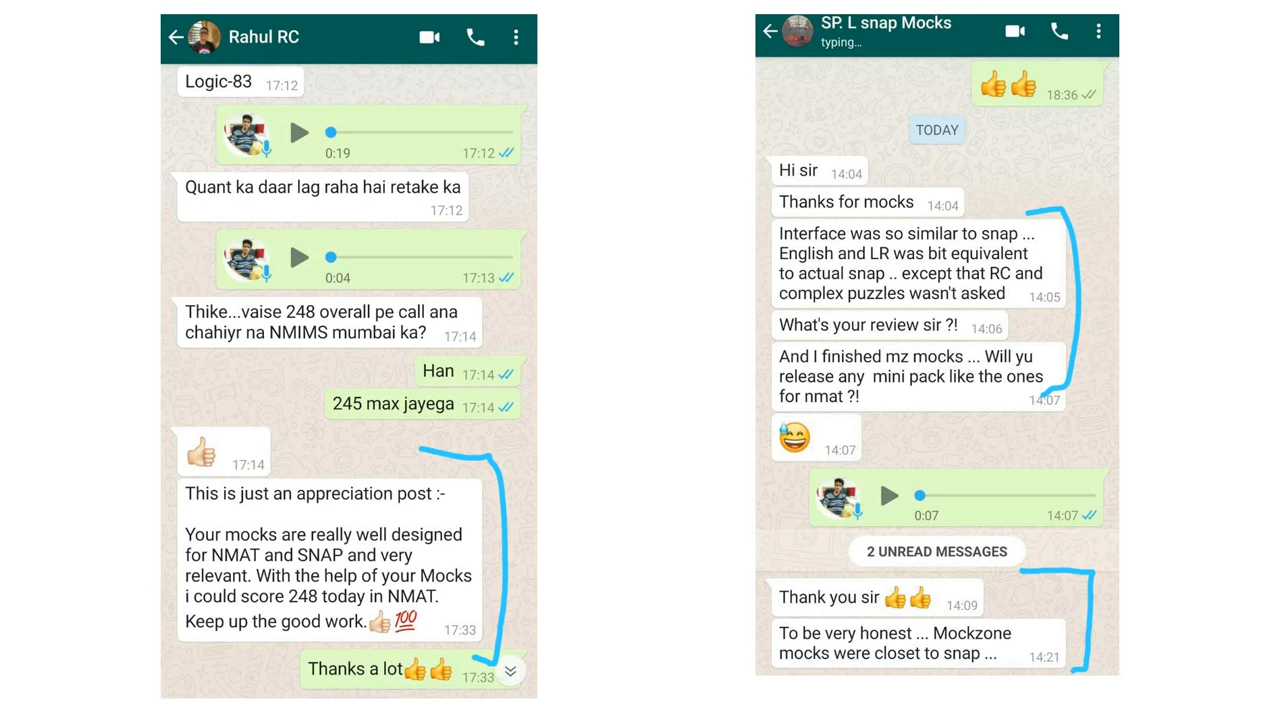 Rahul RC
Logic-83 17:12
0:19 17:12
Quant ka daar lag raha hai retake ka
17:12
0:04 17:13
Thike...vaise 248 overall pe call ana
chahiyr na NMIMS mumbai ka? 17:14
Han 17:14
245 max jayega 17:14
17:14
This is just an appreciation post :-
Your mocks are really well designed
for NMAT and SNAP and very
relevant. With the help of your Mocks
i could score 248 today in NMAT.
Keep up the good work.👍🏻💯 17:33
Thanks a lot👍👍 17:33
SP. L snap Mocks
typing...
👍👍 18:36
TODAY
Hi sir 14:04
Thanks for mocks 14:04
Interface was so similar to snap ...
English and LR was bit equivalent
to actual snap .. except that RC and
complex puzzles wasn't asked 14:05
What's your review sir ?! 14:06
And I finished mz mocks ... Will yu
release any mini pack like the ones
for nmat ?! 14:07
😅 14:07
0:07 14:07
2 UNREAD MESSAGES
Thank you sir 👍👍 14:09
To be very honest ... Mockzone
mocks were closet to snap ... 14:21